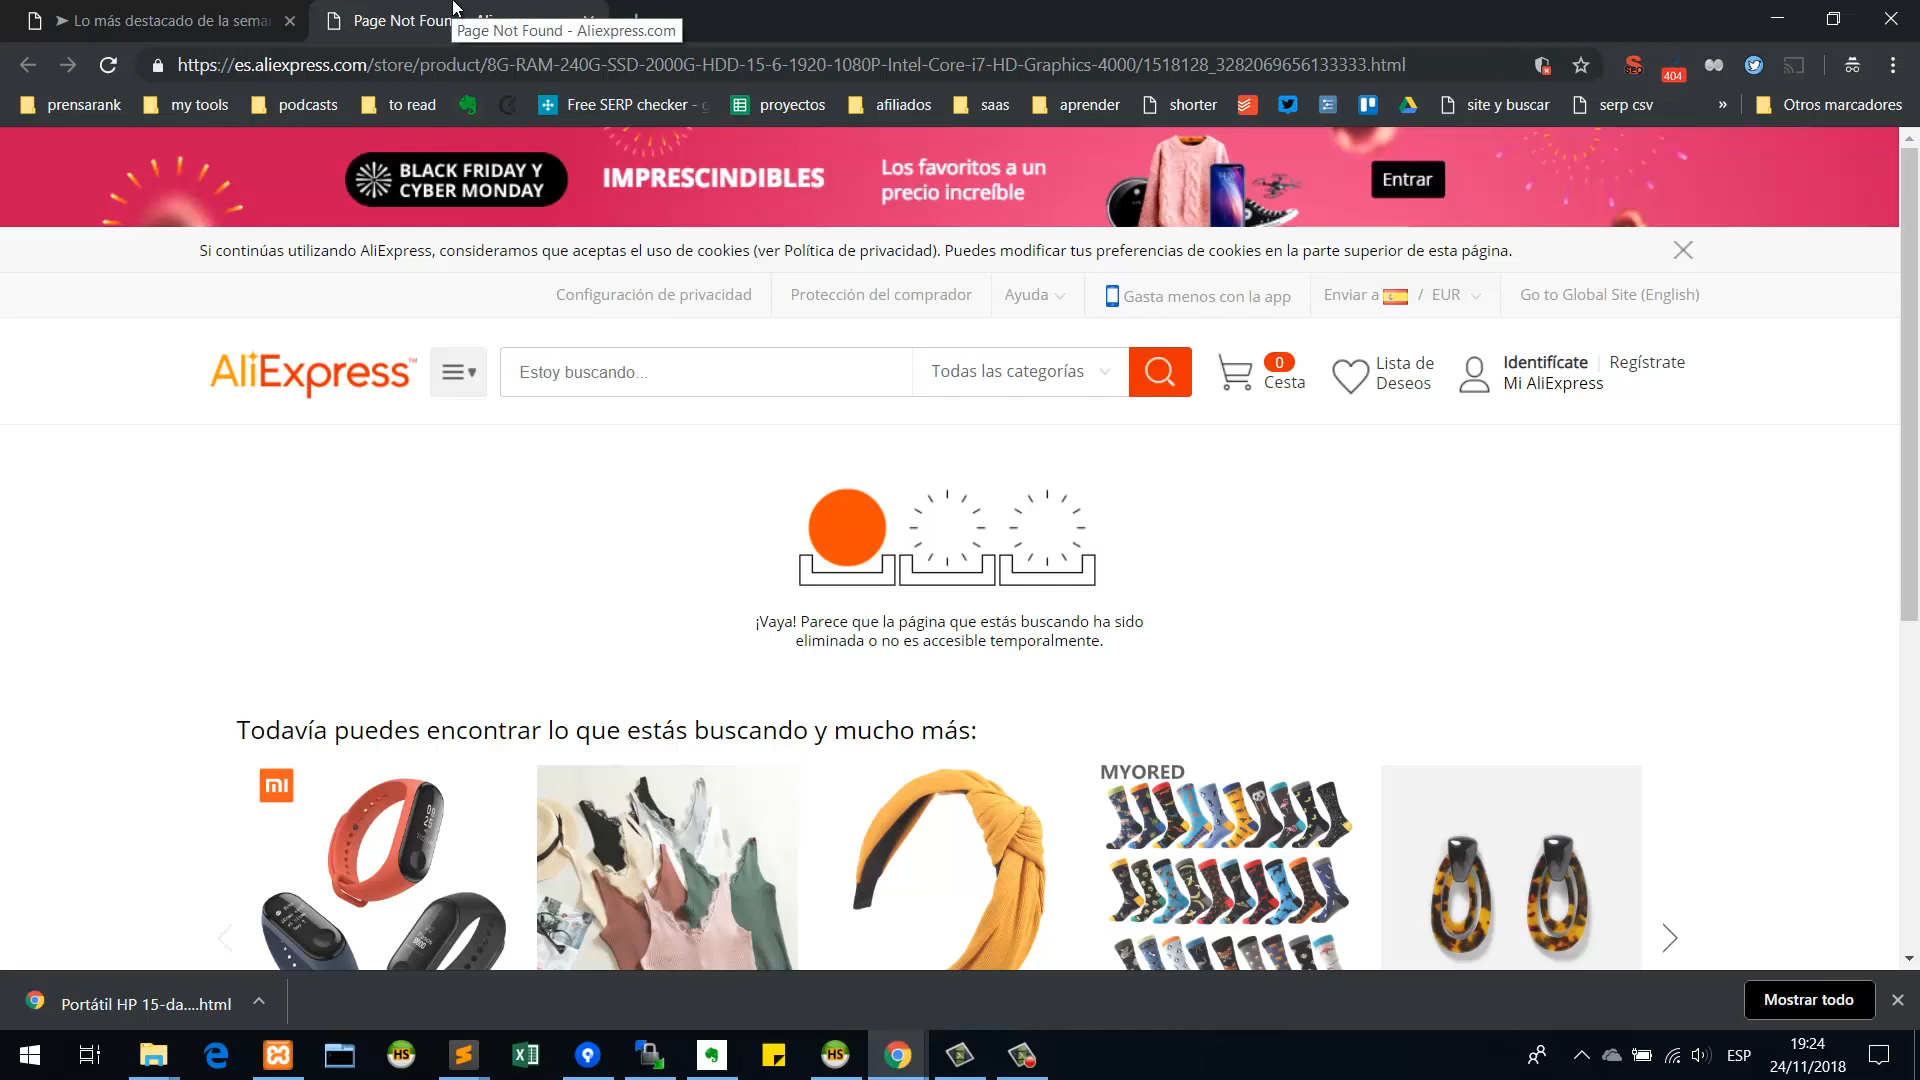 ➤ Lo más destacado de la sema
Page Not Foun
Page Not Found - Aliexpress.com
https://es.aliexpress.com/store/product/8G-RAM-240G-SSD-2000G-HDD-15-6-1920-1080P-Intel-Core-i7-HD-Graphics-4000/1518128_3282069656133333.html
SEO
404
prensarank
my tools
podcasts
to read
Free SERP checker - g
proyectos
afiliados
saas
aprender
shorter
site y buscar
serp csv
»
Otros marcadores
BLACK FRIDAY Y
CYBER MONDAY
IMPRESCINDIBLES
Los favoritos a un
precio increíble
Entrar
Si continúas utilizando AliExpress, consideramos que aceptas el uso de cookies (ver Política de privacidad). Puedes modificar tus preferencias de cookies en la parte superior de esta página.
Configuración de privacidad
Protección del comprador
Ayuda
Gasta menos con la app
Enviar a / EUR
Go to Global Site (English)
AliExpress™
Estoy buscando...
Todas las categorías
0
Cesta
Lista de
Deseos
Identifícate
Regístrate
Mi AliExpress
¡Vaya! Parece que la página que estás buscando ha sido
eliminada o no es accesible temporalmente.
Todavía puedes encontrar lo que estás buscando y mucho más:
mi
MYORED
Portátil HP 15-da....html
Mostrar todo
HS
HS
ESP
19:24
24/11/2018